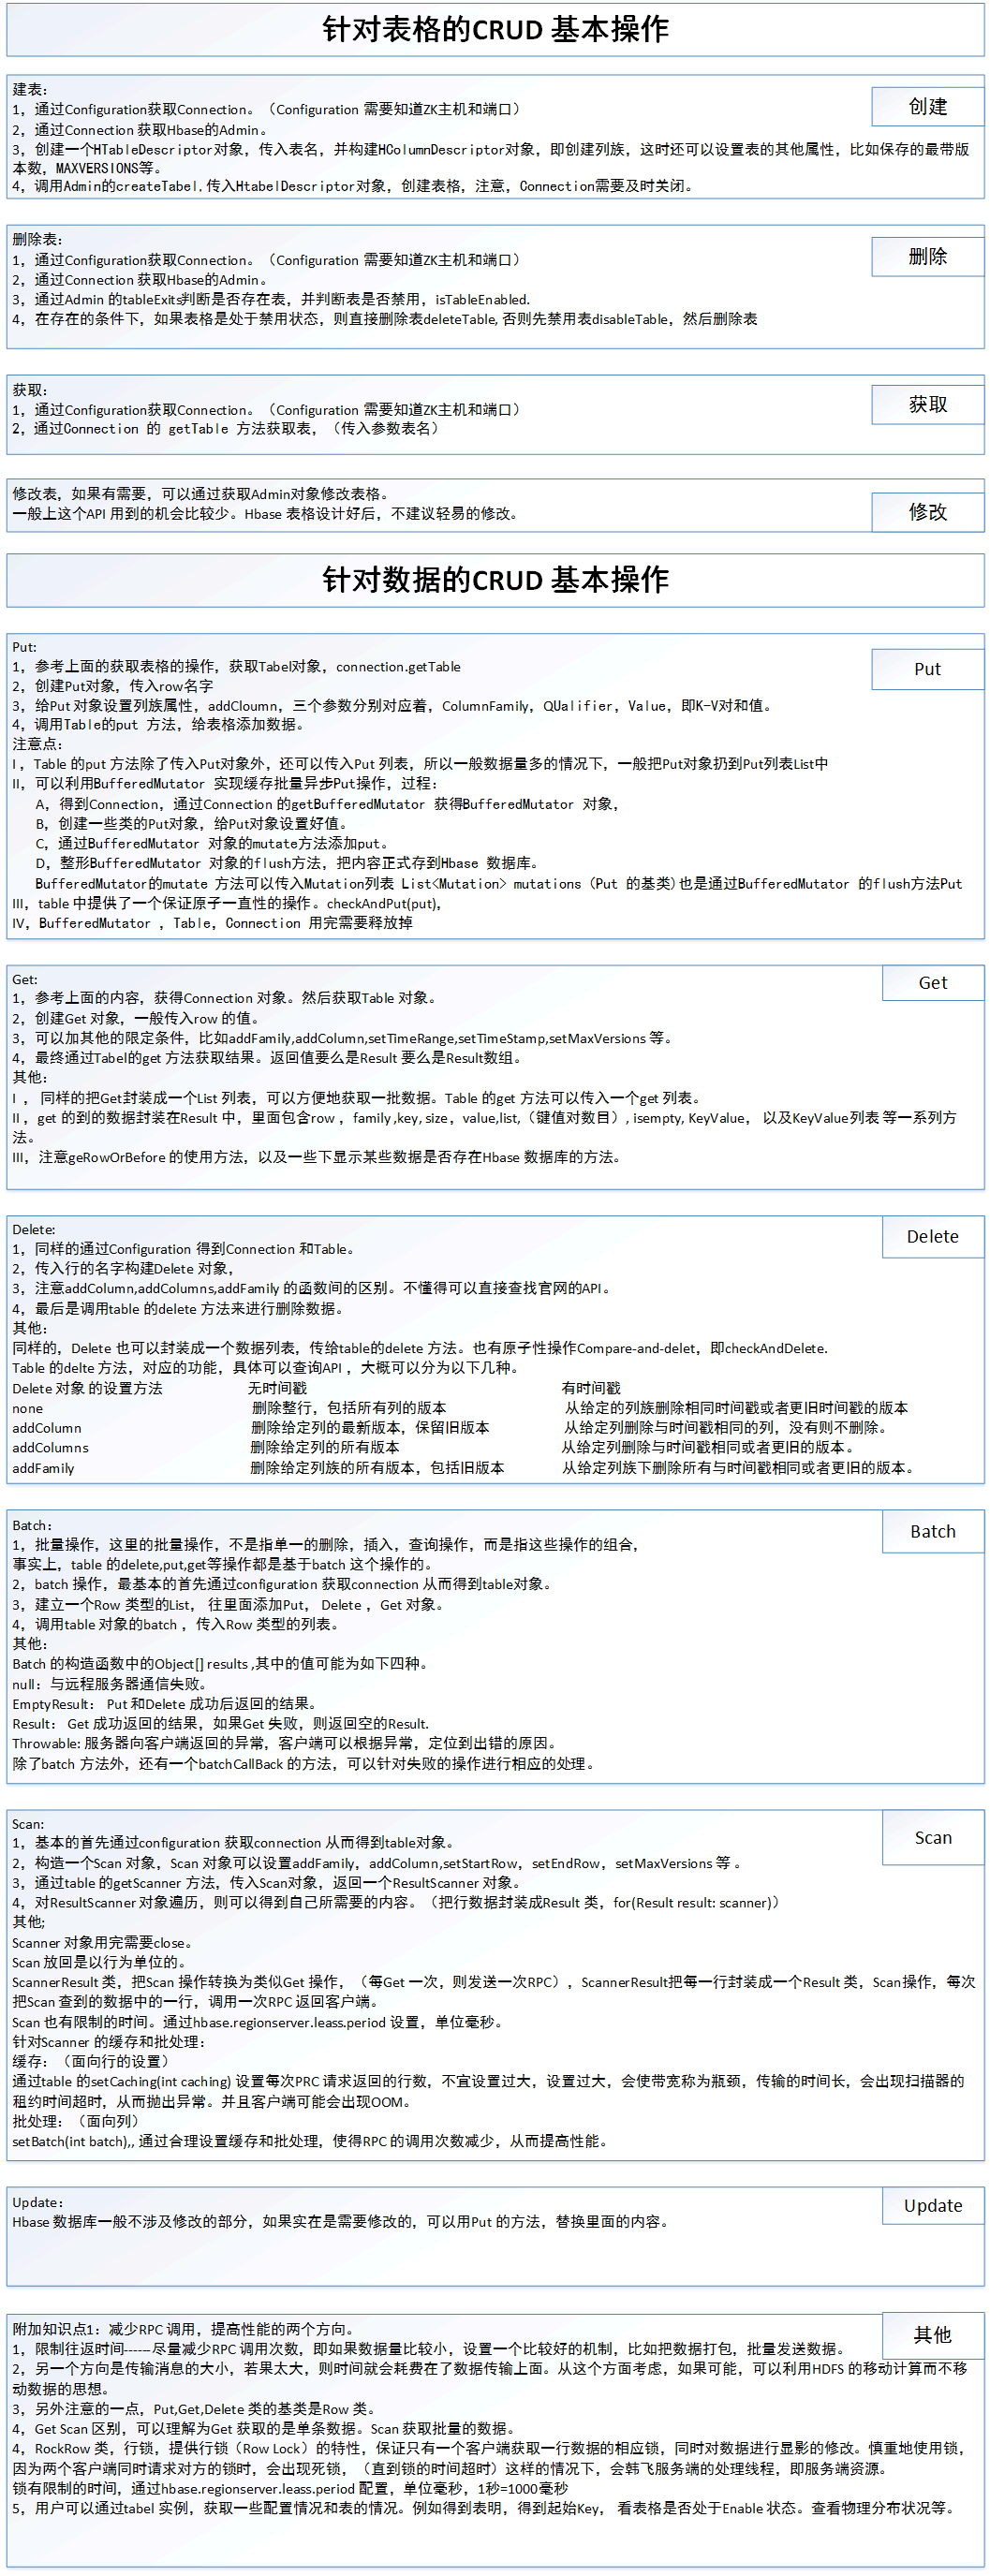 针对表格的CRUD 基本操作
建表：
创建
1，通过Configuration获取Connection。（Configuration 需要知道ZK主机和端口）
2，通过Connection 获取Hbase的Admin。
3，创建一个HTableDescriptor对象，传入表名，并构建HColumnDescriptor对象，即创建列族，这时还可以设置表的其他属性，比如保存的最带版
本数，MAXVERSIONS等。
4，调用Admin的createTabel，传入HtabelDescriptor对象，创建表格，注意，Connection需要及时关闭。
删除表：
删除
1，通过Configuration获取Connection。（Configuration 需要知道ZK主机和端口）
2，通过Connection 获取Hbase的Admin。
3，通过Admin 的tableExits判断是否存在表，并判断表是否禁用，isTableEnabled.
4，在存在的条件下，如果表格是处于禁用状态，则直接删除表deleteTable, 否则先禁用表disableTable，然后删除表
获取：
获取
1，通过Configuration获取Connection。（Configuration 需要知道ZK主机和端口）
2，通过Connection 的 getTable 方法获取表，（传入参数表名）
修改表，如果有需要，可以通过获取Admin对象修改表格。
一般上这个API 用到的机会比较少。Hbase 表格设计好后，不建议轻易的修改。
修改
针对数据的CRUD 基本操作
Put:
Put
1，参考上面的获取表格的操作，获取Tabel对象，connection.getTable
2，创建Put对象，传入row名字
3，给Put 对象设置列族属性，addCloumn，三个参数分别对应着，ColumnFamily，QUalifier，Value，即K-V对和值。
4，调用Table的put 方法，给表格添加数据。
注意点：
I ，Table 的put 方法除了传入Put对象外，还可以传入Put 列表，所以一般数据量多的情况下，一般把Put对象扔到Put列表List中
II，可以利用BufferedMutator 实现缓存批量异步Put操作，过程：
A，得到Connection，通过Connection 的getBufferedMutator 获得BufferedMutator 对象，
B，创建一些类的Put对象，给Put对象设置好值。
C，通过BufferedMutator 对象的mutate方法添加put。
D，整形BufferedMutator 对象的flush方法，把内容正式存到Hbase 数据库。
BufferedMutator的mutate 方法可以传入Mutation列表 List<Mutation> mutations (Put 的基类)也是通过BufferedMutator 的flush方法Put
III，table 中提供了一个保证原子一直性的操作。checkAndPut(put)，
IV，BufferedMutator ，Table，Connection 用完需要释放掉
Get:
Get
1，参考上面的内容，获得Connection 对象。然后获取Table 对象。
2，创建Get 对象，一般传入row 的值。
3，可以加其他的限定条件，比如addFamily,addColumn,setTimeRange,setTimeStamp,setMaxVersions 等。
4，最终通过Tabel的get 方法获取结果。返回值要么是Result 要么是Result数组。
其他：
I ， 同样的把Get封装成一个List 列表，可以方便地获取一批数据。Table 的get 方法可以传入一个get 列表。
II ，get 的到的数据封装在Result 中，里面包含row ，family ,key, size，value,list,（键值对数目）, isempty, KeyValue， 以及KeyValue列表 等一系列方
法。
III，注意geRowOrBefore 的使用方法，以及一些下显示某些数据是否存在Hbase 数据库的方法。
Delete:
Delete
1，同样的通过Configuration 得到Connection 和Table。
2，传入行的名字构建Delete 对象，
3，注意addColumn,addColumns,addFamily 的函数间的区别。不懂得可以直接查找官网的API。
4，最后是调用table 的delete 方法来进行删除数据。
其他：
同样的，Delete 也可以封装成一个数据列表，传给table的delete 方法。也有原子性操作Compare-and-delet，即checkAndDelete.
Table 的delte 方法，对应的功能，具体可以查询API ，大概可以分为以下几种。
Delete 对象 的设置方法 无时间戳 有时间戳
none 删除整行，包括所有列的版本 从给定的列族删除相同时间戳或者更旧时间戳的版本
addColumn 删除给定列的最新版本，保留旧版本 从给定列删除与时间戳相同的列，没有则不删除。
addColumns 删除给定列的所有版本 从给定列删除与时间戳相同或者更旧的版本。
addFamily 删除给定列族的所有版本，包括旧版本 从给定列族下删除所有与时间戳相同或者更旧的版本。
Batch：
Batch
1，批量操作，这里的批量操作，不是指单一的删除，插入，查询操作，而是指这些操作的组合，
事实上，table 的delete,put,get等操作都是基于batch 这个操作的。
2，batch 操作，最基本的首先通过configuration 获取connection 从而得到table对象。
3，建立一个Row 类型的List， 往里面添加Put， Delete ，Get 对象。
4，调用table 对象的batch ，传入Row 类型的列表。
其他：
Batch 的构造函数中的Object[] results ,其中的值可能为如下四种。
null：与远程服务器通信失败。
EmptyResult： Put 和Delete 成功后返回的结果。
Result： Get 成功返回的结果，如果Get 失败，则返回空的Result.
Throwable: 服务器向客户端返回的异常，客户端可以根据异常，定位到出错的原因。
除了batch 方法外，还有一个batchCallBack 的方法，可以针对失败的操作进行相应的处理。
Scan:
Scan
1，基本的首先通过configuration 获取connection 从而得到table对象。
2，构造一个Scan 对象，Scan 对象可以设置addFamily，addColumn,setStartRow，setEndRow，setMaxVersions 等 。
3，通过table 的getScanner 方法，传入Scan对象，返回一个ResultScanner 对象。
4，对ResultScanner 对象遍历，则可以得到自己所需要的内容。（把行数据封装成Result 类，for(Result result: scanner)）
其他;
Scanner 对象用完需要close。
Scan 放回是以行为单位的。
ScannerResult 类，把Scan 操作转换为类似Get 操作，（每Get 一次，则发送一次RPC），ScannerResult把每一行封装成一个Result 类，Scan操作，每次
把Scan 查到的数据中的一行，调用一次RPC 返回客户端。
Scan 也有限制的时间。通过hbase.regionserver.leass.period 设置，单位毫秒。
针对Scanner 的缓存和批处理：
缓存：（面向行的设置）
通过table 的setCaching(int caching) 设置每次PRC 请求返回的行数，不宜设置过大，设置过大，会使带宽称为瓶颈，传输的时间长，会出现扫描器的
租约时间超时，从而抛出异常。并且客户端可能会出现OOM。
批处理：（面向列）
setBatch(int batch),, 通过合理设置缓存和批处理，使得RPC 的调用次数减少，从而提高性能。
Update：
Update
Hbase 数据库一般不涉及修改的部分，如果实在是需要修改的，可以用Put 的方法，替换里面的内容。
附加知识点1：减少RPC 调用，提高性能的两个方向。
其他
1，限制往返时间------尽量减少RPC 调用次数，即如果数据量比较小，设置一个比较好的机制，比如把数据打包，批量发送数据。
2，另一个方向是传输消息的大小，若果太大，则时间就会耗费在了数据传输上面。从这个方面考虑，如果可能，可以利用HDFS 的移动计算而不移
动数据的思想。
3，另外注意的一点，Put,Get,Delete 类的基类是Row 类。
4，Get Scan 区别，可以理解为Get 获取的是单条数据。Scan 获取批量的数据。
4，RockRow 类，行锁，提供行锁（Row Lock）的特性，保证只有一个客户端获取一行数据的相应锁，同时对数据进行显影的修改。慎重地使用锁，
因为两个客户端同时请求对方的锁时，会出现死锁，（直到锁的时间超时）这样的情况下，会韩飞服务端的处理线程，即服务端资源。
锁有限制的时间，通过hbase.regionserver.leass.period 配置，单位毫秒，1秒=1000毫秒
5，用户可以通过tabel 实例，获取一些配置情况和表的情况。例如得到表明，得到起始Key， 看表格是否处于Enable 状态。查看物理分布状况等。